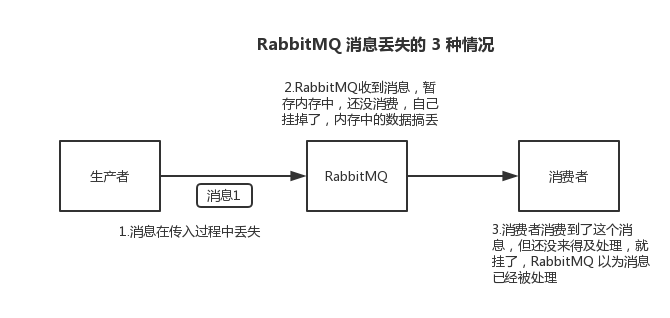 RabbitMQ 消息丢失的 3 种情况
2.RabbitMQ收到消息，暂
存内存中，还没消费，自己
挂掉了，内存中的数据搞丢
生产者
消息1
RabbitMQ
消费者
1.消息在传入过程中丢失
3.消费者消费到了这个消
息，但还没来得及处理，就
挂了，RabbitMQ 以为消息
已经被处理